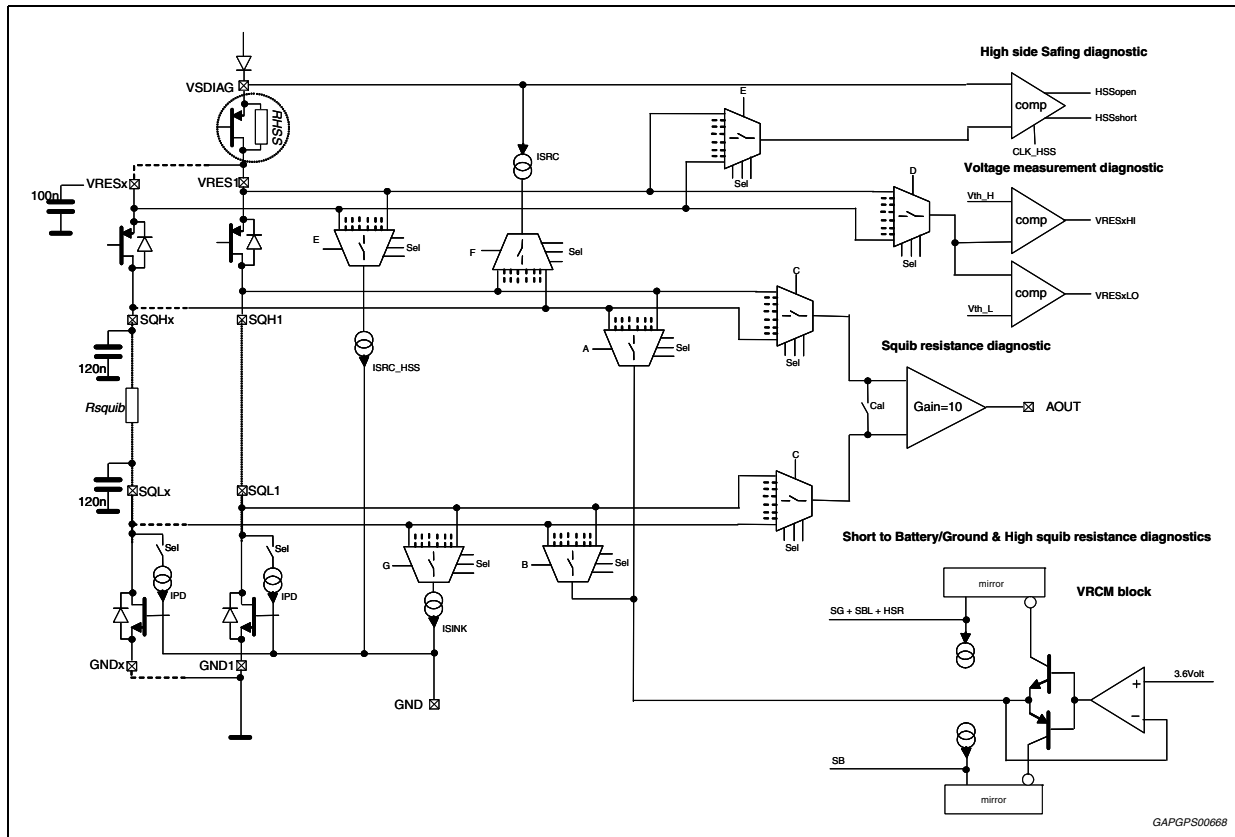 High side Safing diagnostic
VSDIAG
HSSopen
comp
HSSshort
CLK_HSS
RHSS
E
Sel
ISRC
Voltage measurement diagnostic
VRESx
VRES1
100n
D
Vth_H
comp
VRESxHI
E
Sel
F
Sel
Sel
comp
VRESxLO
Vth_L
C
SQHx
SQH1
A
Sel
Sel
Squib resistance diagnostic
120n
ISRC_HSS
Rsquib
Cal
Gain=10
AOUT
C
120n
SQLx
SQL1
Sel
Short to Battery/Ground & High squib resistance diagnostics
Sel
Sel
G
Sel
B
Sel
mirror
VRCM block
IPD
IPD
ISINK
SG + SBL + HSR
GNDx
GND1
3.6Volt
+
-
GND
SB
mirror
GAPGPS00668